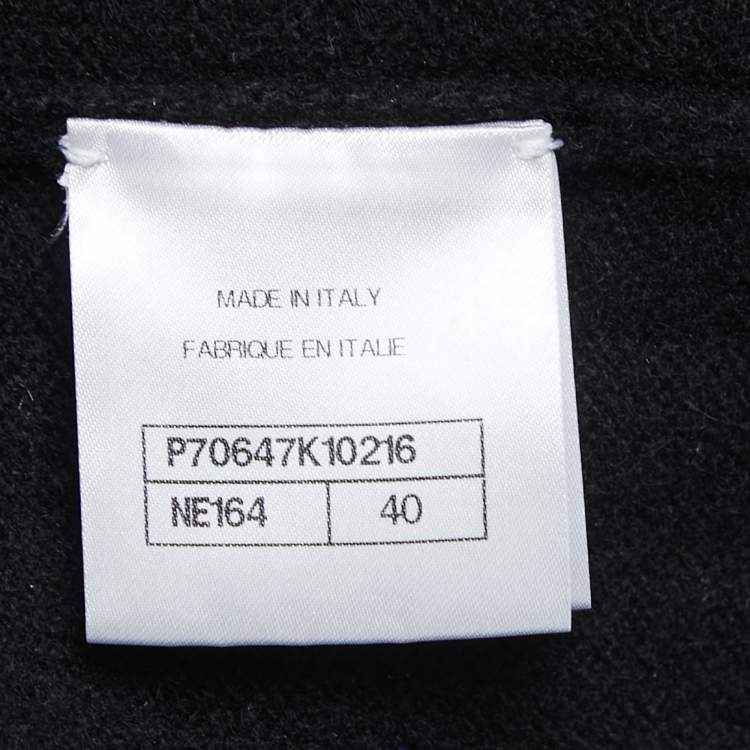 MADE IN ITALY
FABRIQUE EN ITALIE
P70647K10216
NE164 40